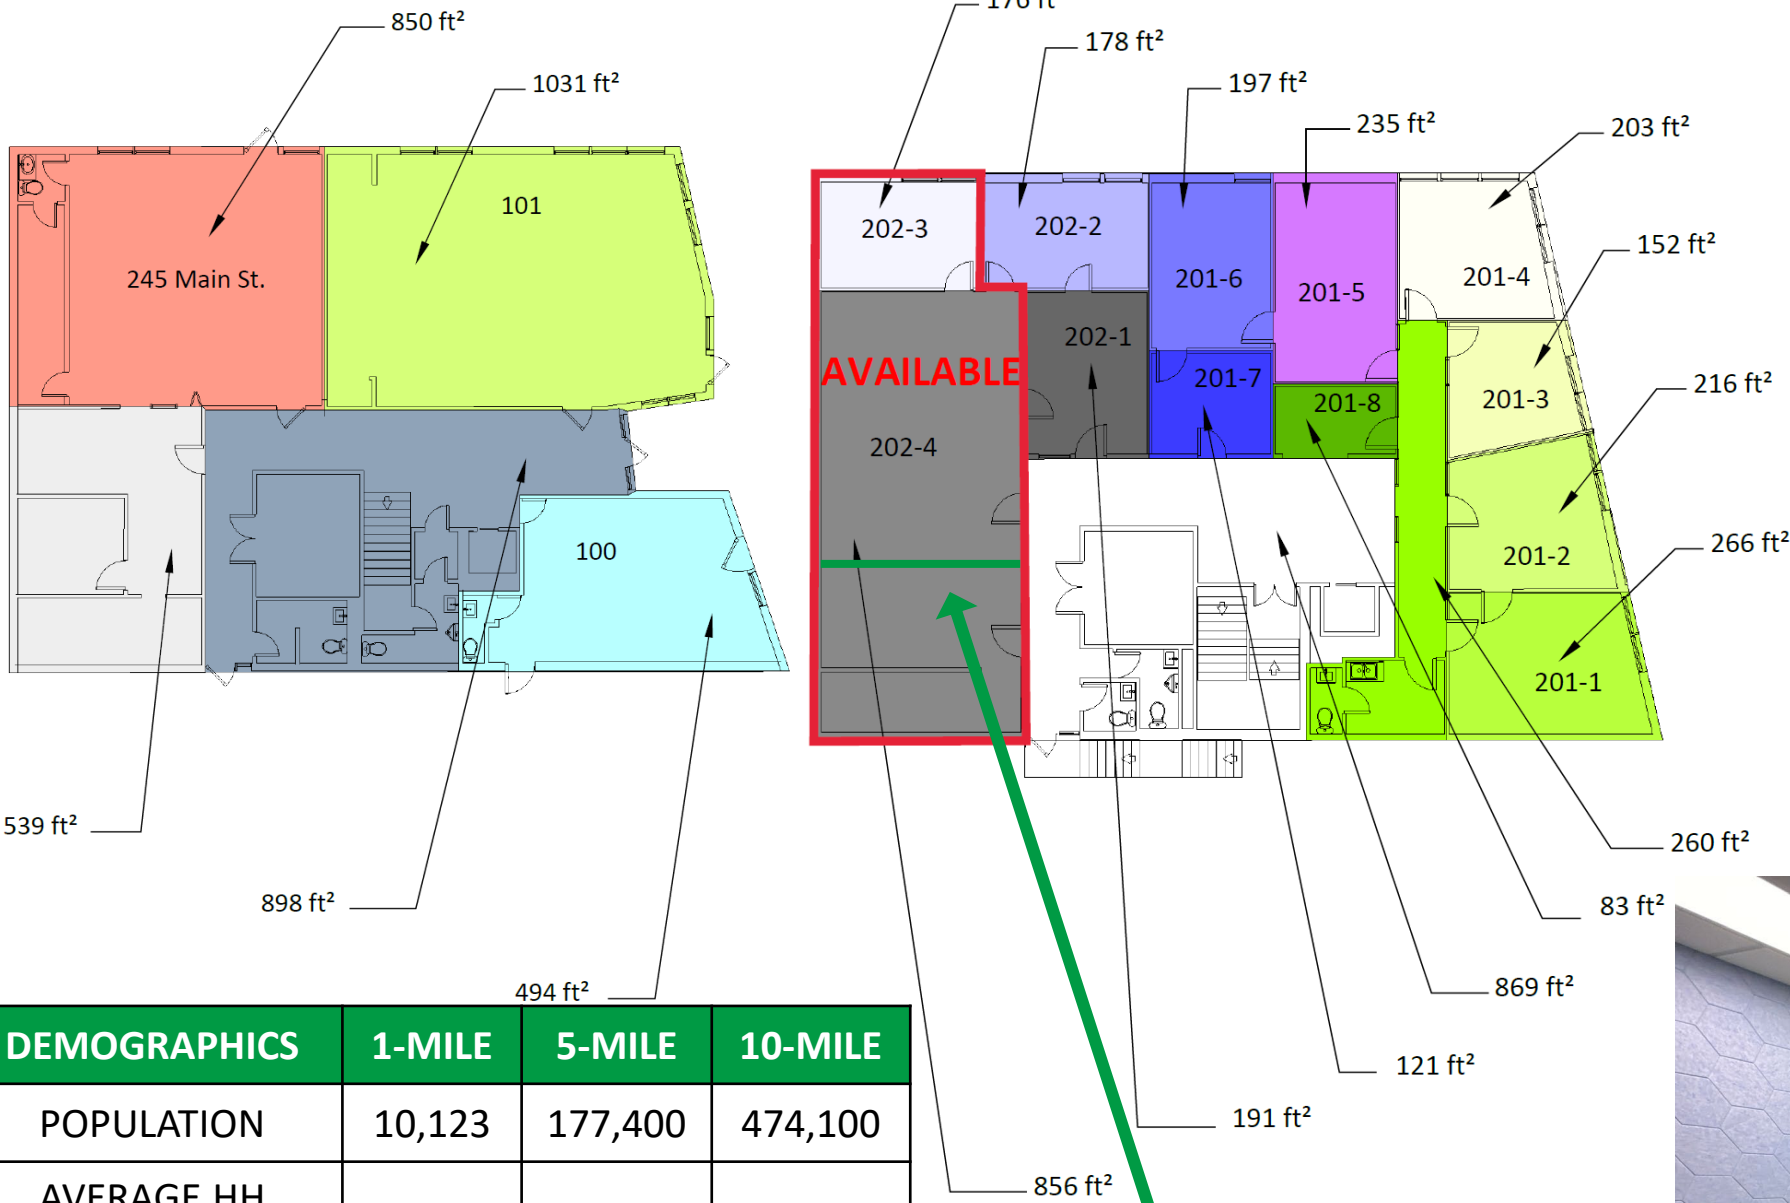 176 ft²
850 ft²
178 ft²
1031 ft²
197 ft²
235 ft²
203 ft²
101
202-3
202-2
152 ft²
245 Main St.
201-6
201-5
201-4
202-1
AVAILABLE
201-7
201-8
201-3
216 ft²
202-4
100
201-2
266 ft²
201-1
539 ft²
260 ft²
898 ft²
83 ft²
494 ft²
869 ft²
DEMOGRAPHICS 1-MILE 5-MILE 10-MILE
121 ft²
POPULATION 10,123 177,400 474,100
191 ft²
856 ft²
AVERAGE HH